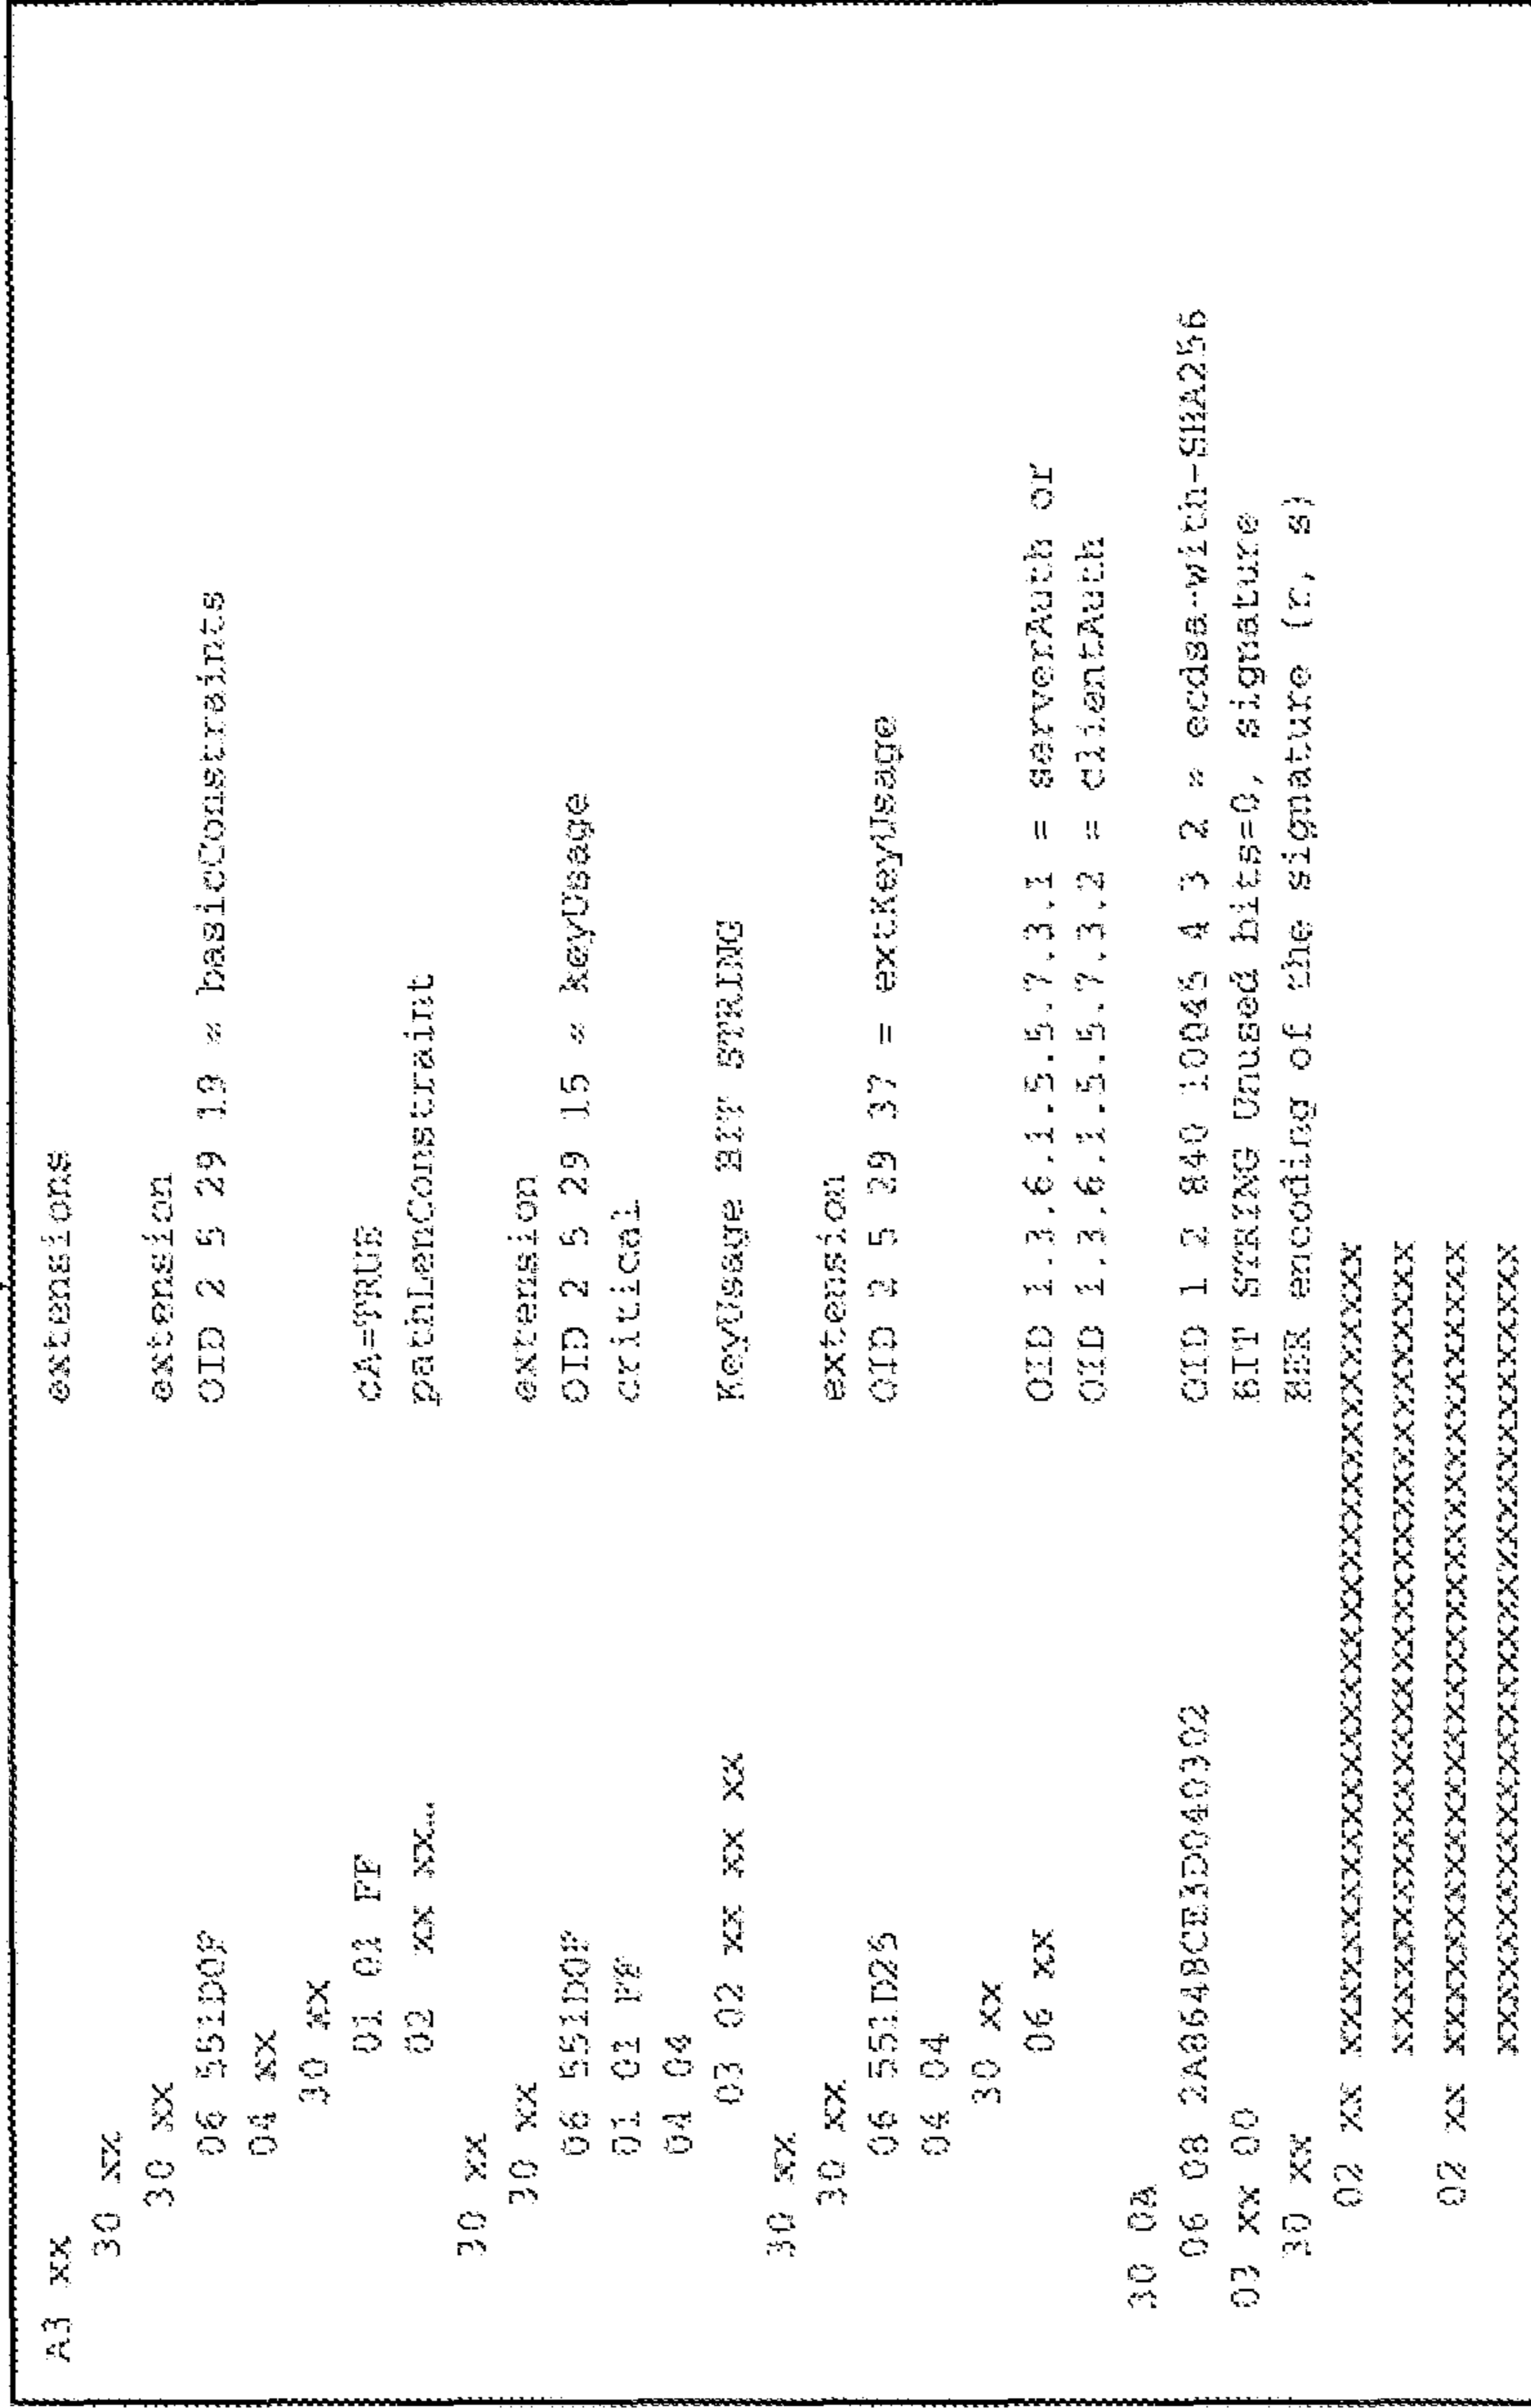 A3 xx extensions
30 xx
30 xx extension
06 551D0F OID 2 5 29 19 = basicConstraints
04 xx
30 xx
01 01 FF cA=TRUE
02 xx xx… pathLenConstraint
30 xx
30 xx extension
06 551D0F OID 2 5 29 15 = keyUsage
01 01 FF critical
04 04
03 02 xx xx xx KeyUsage BIT STRING
30 xx
30 xx extension
06 551D25 OID 2 5 29 37 = extKeyUsage
04 04
30 xx
06 xx OID 1.3.6.1.5.5.7.3.1 = serverAuth or
OID 1.3.6.1.5.5.7.3.2 = clientAuth
30 0A
06 08 2A8648CE3D040302 OID 1 2 840 10045 4 3 2 = ecdsa-with-SHA256
03 xx 00 BIT STRING Unused bits=0, signature
30 xx BER encoding of the signature (r, s)
02 xx
02 xx